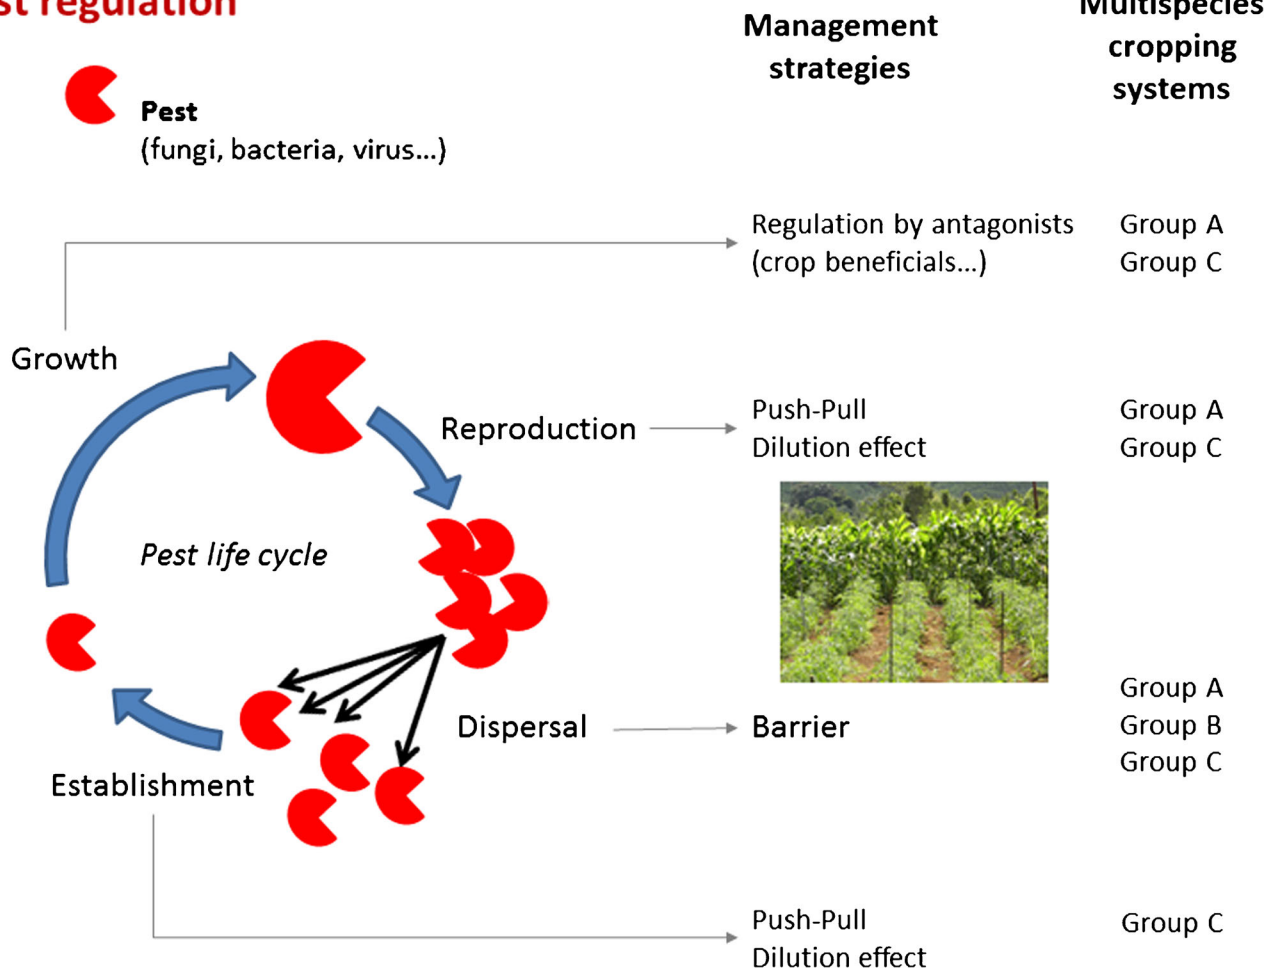 st regulation
Management
strategies
Multispecies
cropping
systems
Pest
(fungi, bacteria, virus...)
Regulation by antagonists
(crop beneficials...)
Group A
Group C
Growth
Reproduction
Push-Pull
Dilution effect
Group A
Group C
Pest life cycle
Dispersal
Barrier
Group A
Group B
Group C
Establishment
Push-Pull
Dilution effect
Group C